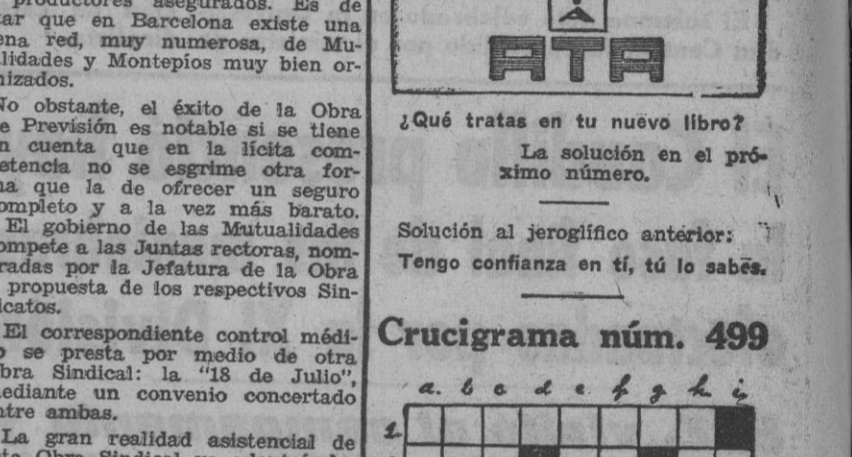 productores asegurados. Es de
car que en Barcelona existe una
ena red, muy numerosa, de Mu-
lidades y Montepíos muy bien or-
nizados.
No obstante, el éxito de la Obra
e Previsión es notable si se tiene
n cuenta que en la lícita com-
etencia no se esgrime otra for-
na que la de ofrecer un seguro
ompleto y a la vez más barato.
El gobierno de las Mutualidades
ompete a las Juntas rectoras, nom-
radas por la Jefatura de la Obra
propuesta de los respectivos Sin-
icatos.
El correspondiente control médi-
o se presta por medio de otra
bra Sindical: la "18 de Julio",
ediante un convenio concertado
ntre ambas.
La gran realidad asistencial de
ATA
¿Qué tratas en tu nuevo libro?
La solución en el pró-
ximo número.
Solución al jeroglífico anterior:
Tengo confianza en tí, tú lo sabes.
Crucigrama núm. 499
a. b c d e. f g h i
1